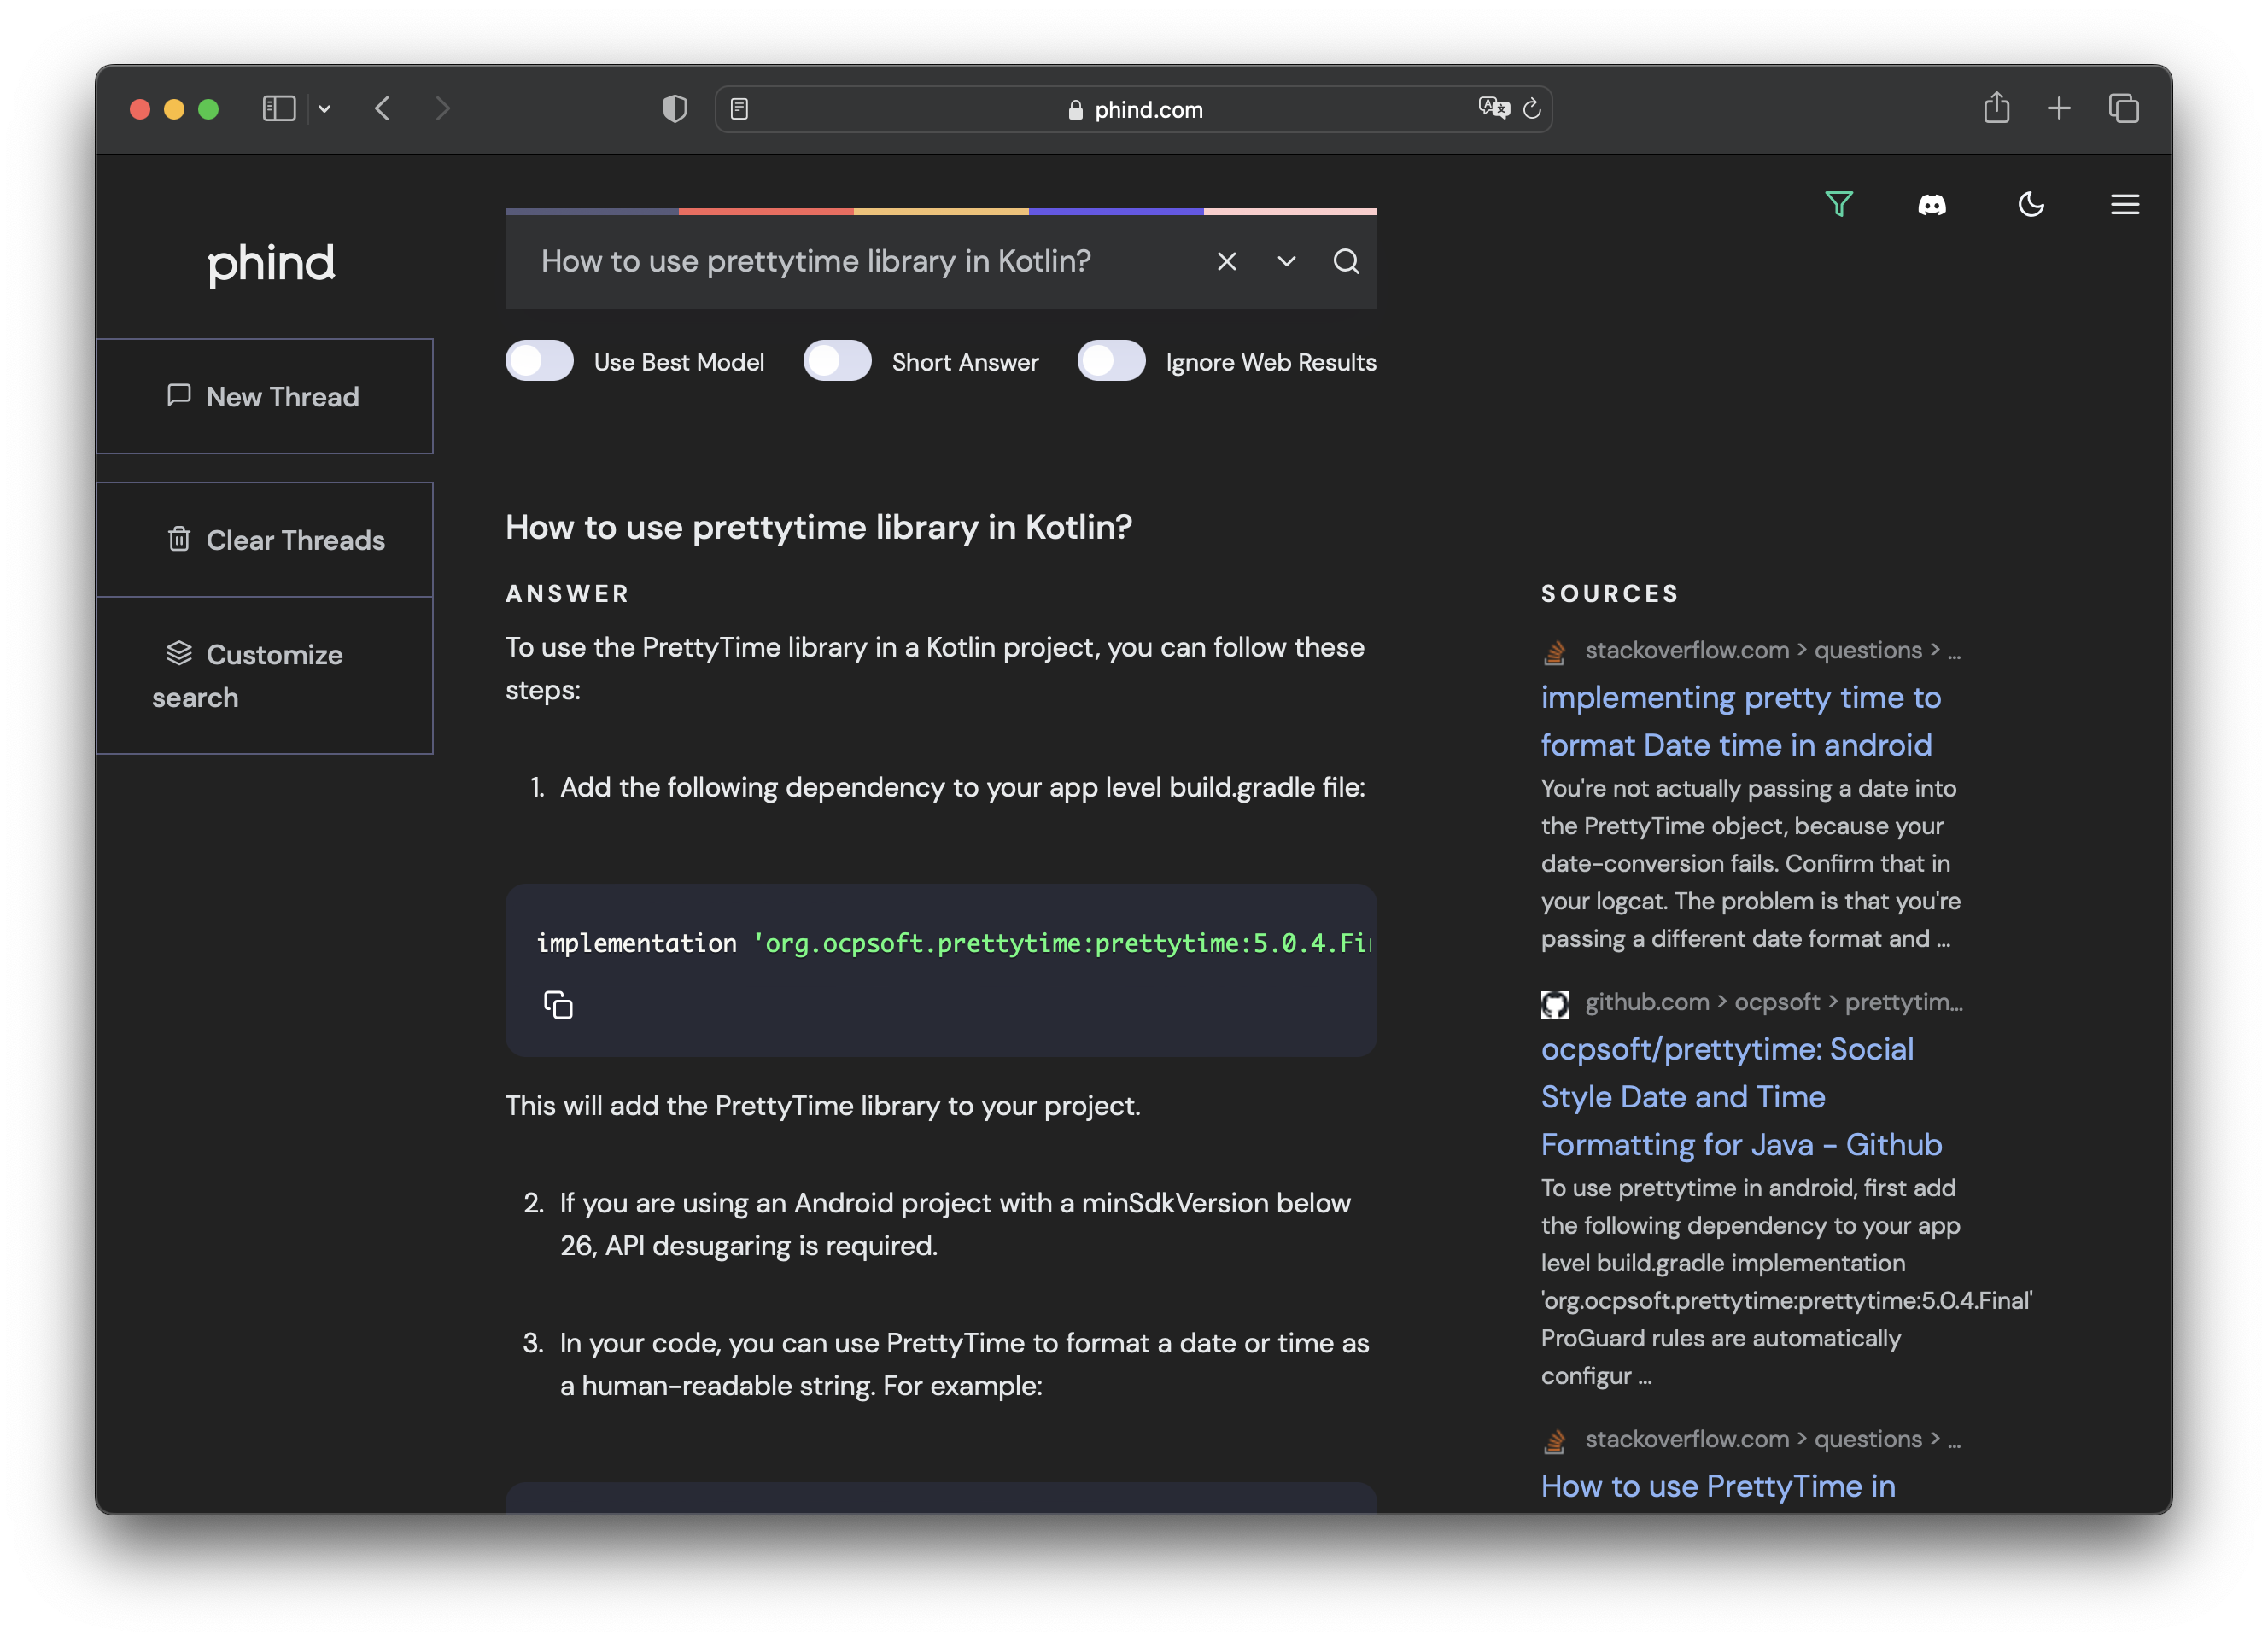 phind.com
phind
How to use prettytime library in Kotlin?
Use Best Model
Short Answer
Ignore Web Results
New Thread
Clear Threads
Customize
search
How to use prettytime library in Kotlin?
ANSWER
To use the PrettyTime library in a Kotlin project, you can follow these
steps:
1. Add the following dependency to your app level build.gradle file:
implementation 'org.ocpsoft.prettytime:prettytime:5.0.4.Fi
This will add the PrettyTime library to your project.
2. If you are using an Android project with a minSdkVersion below
26, API desugaring is required.
3. In your code, you can use PrettyTime to format a date or time as
a human-readable string. For example:
SOURCES
stackoverflow.com > questions > ...
implementing pretty time to
format Date time in android
You're not actually passing a date into
the PrettyTime object, because your
date-conversion fails. Confirm that in
your logcat. The problem is that you're
passing a different date format and ...
github.com > ocpsoft > prettytim...
ocpsoft/prettytime: Social
Style Date and Time
Formatting for Java - Github
To use prettytime in android, first add
the following dependency to your app
level build.gradle implementation
'org.ocpsoft.prettytime:prettytime:5.0.4.Final'
ProGuard rules are automatically
configur ...
stackoverflow.com > questions > ...
How to use PrettyTime in